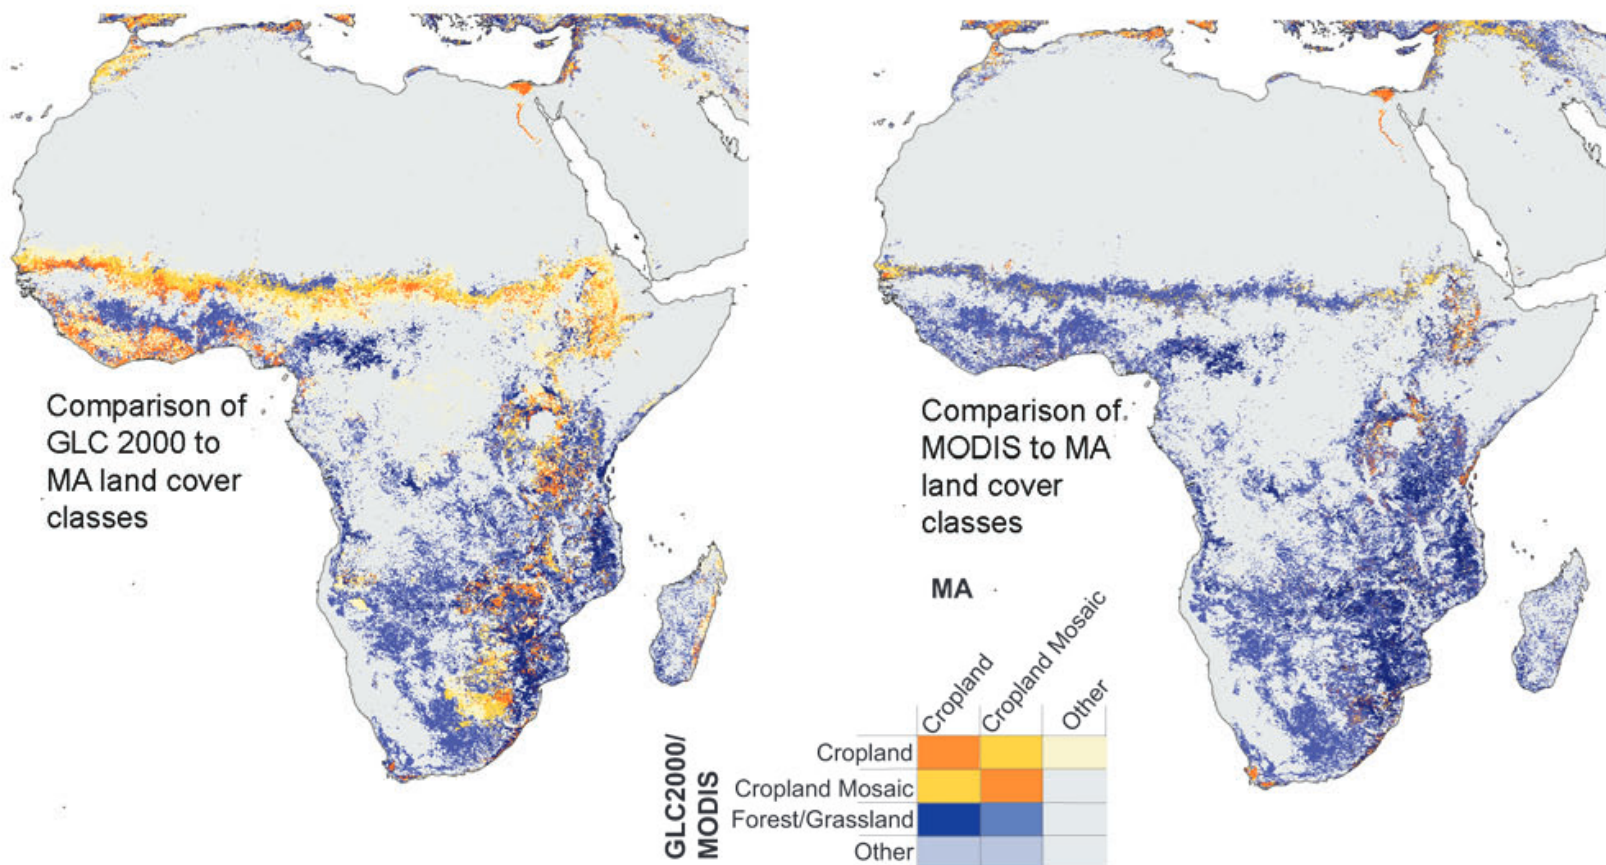 Comparison of
GLC 2000 to
MA land cover
classes
Comparison of
MODIS to MA
land cover
classes
MA
Cropland
Cropland Mosaic
Other
GLC2000/
MODIS
Cropland
Cropland Mosaic
Forest/Grassland
Other